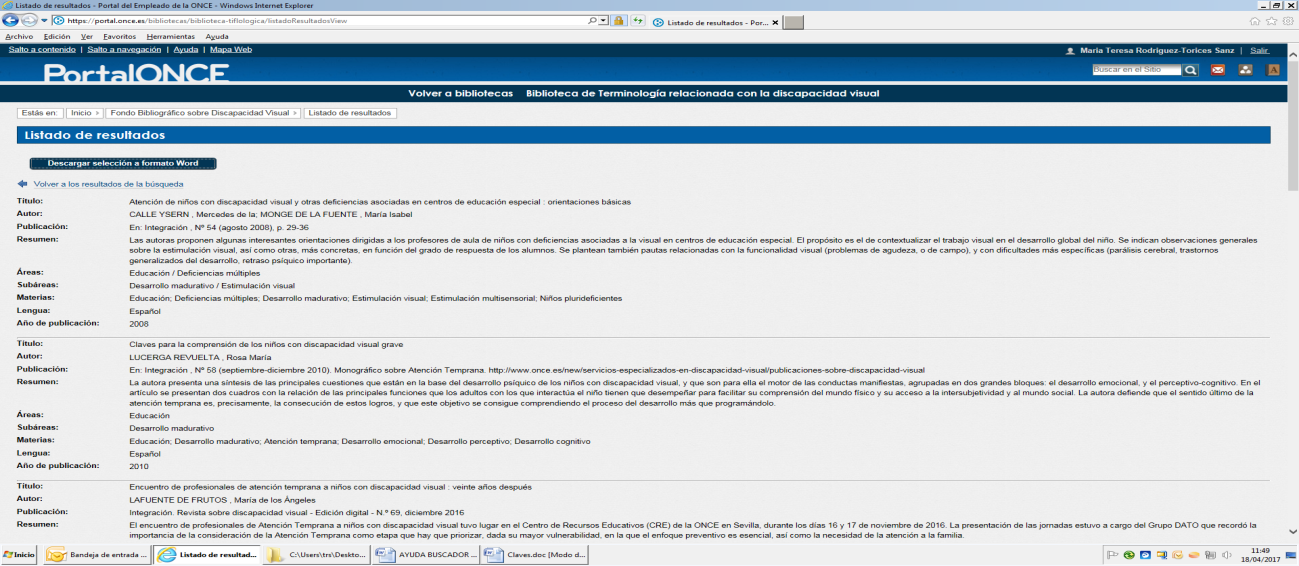 Listado de resultados - Portal del Empleado de la ONCE - Windows Internet Explorer
https://portal.once.es/bibliotecas/biblioteca-tiflologica/listadoResultadosView
Listado de resultados - Por...
Archivo Edición Ver Favoritos Herramientas Ayuda
Salto a contenido | Salto a navegación | Ayuda | Mapa Web
Maria Teresa Rodriguez-Torices Sanz | Salir
PortalONCE
Buscar en el Sitio
Volver a bibliotecas Biblioteca de Terminología relacionada con la discapacidad visual
Estás en: Inicio Fondo Bibliográfico sobre Discapacidad Visual Listado de resultados
Listado de resultados
Descargar selección a formato Word
Volver a los resultados de la búsqueda
Título: Atención de niños con discapacidad visual y otras deficiencias asociadas en centros de educación especial : orientaciones básicas
Autor: CALLE YSERN , Mercedes de la; MONGE DE LA FUENTE , María Isabel
Publicación: En: Integración , Nº 54 (agosto 2008), p. 29-36
Resumen: Las autoras proponen algunas interesantes orientaciones dirigidas a los profesores de aula de niños con deficiencias asociadas a la visual en centros de educación especial. El propósito es el de contextualizar el trabajo visual en el desarrollo global del niño. Se indican observaciones generales
sobre la estimulación visual, así como otras, más concretas, en función del grado de respuesta de los alumnos. Se plantean también pautas relacionadas con la funcionalidad visual (problemas de agudeza, o de campo), y con dificultades más específicas (parálisis cerebral, trastornos
generalizados del desarrollo, retraso psíquico importante).
Áreas: Educación / Deficiencias múltiples
Subáreas: Desarrollo madurativo / Estimulación visual
Materias: Educación; Deficiencias múltiples; Desarrollo madurativo; Estimulación visual; Estimulación multisensorial; Niños plurideficientes
Lengua: Español
Año de publicación: 2008
Título: Claves para la comprensión de los niños con discapacidad visual grave
Autor: LUCERGA REVUELTA , Rosa María
Publicación: En: Integración , Nº 58 (septiembre-diciembre 2010). Monográfico sobre Atención Temprana. http://www.once.es/new/servicios-especializados-en-discapacidad-visual/publicaciones-sobre-discapacidad-visual
Resumen: La autora presenta una síntesis de las principales cuestiones que están en la base del desarrollo psíquico de los niños con discapacidad visual, y que son para ella el motor de las conductas manifiestas, agrupadas en dos grandes bloques: el desarrollo emocional, y el perceptivo-cognitivo. En el
artículo se presentan dos cuadros con la relación de las principales funciones que los adultos con los que interactúa el niño tienen que desempeñar para facilitar su comprensión del mundo físico y su acceso a la intersubjetividad y al mundo social. La autora defiende que el sentido último de la
atención temprana es, precisamente, la consecución de estos logros, y que este objetivo se consigue comprendiendo el proceso del desarrollo más que programándolo.
Áreas: Educación
Subáreas: Desarrollo madurativo
Materias: Educación; Desarrollo madurativo; Atención temprana; Desarrollo emocional; Desarrollo perceptivo; Desarrollo cognitivo
Lengua: Español
Año de publicación: 2010
Título: Encuentro de profesionales de atención temprana a niños con discapacidad visual : veinte años después
Autor: LAFUENTE DE FRUTOS , María de los Ángeles
Publicación: Integración. Revista sobre discapacidad visual - Edición digital - N.º 69, diciembre 2016
Resumen: El encuentro de profesionales de Atención Temprana a niños con discapacidad visual tuvo lugar en el Centro de Recursos Educativos (CRE) de la ONCE en Sevilla, durante los días 16 y 17 de noviembre de 2016. La presentación de las jornadas estuvo a cargo del Grupo DATO que recordó la
importancia de la consideración de la Atención Temprana como etapa que hay que priorizar, dada su mayor vulnerabilidad, en la que el enfoque preventivo es esencial, así como la necesidad de la atención a la familia.
Inicio Bandeja de entrada ... Listado de resultad... C:\Users\trs\Deskto... AYUDA BUSCADOR ... Claves.doc [Modo d...
11:49
18/04/2017